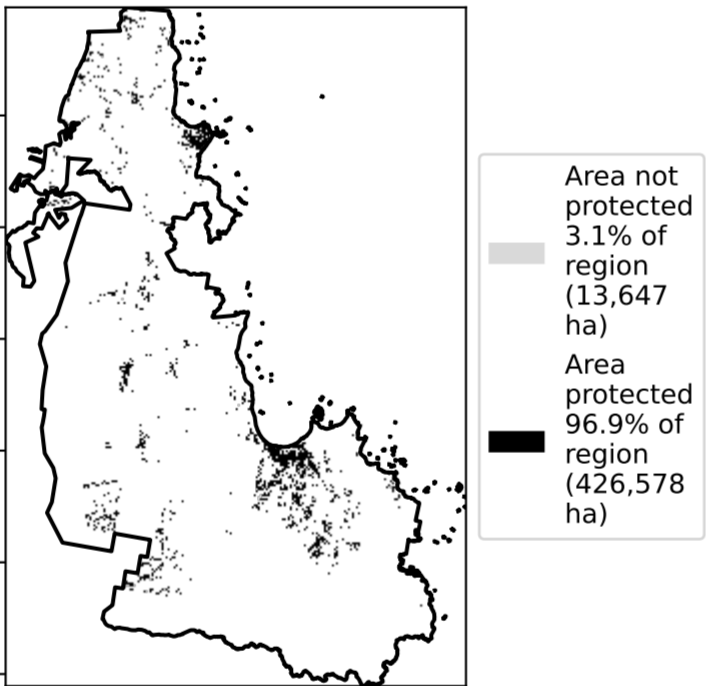 Area not
protected
3.1% of
region
(13,647
ha)
Area
protected
96.9% of
region
(426,578
ha)